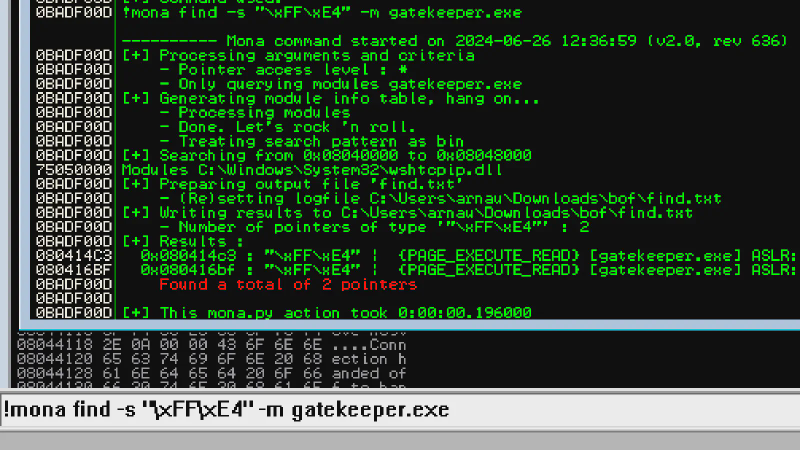 0BADF00D !mona find -s "\xFF\xE4" -m gatekeeper.exe
---------- Mona command started on 2024-06-26 12:36:59 (v2.0, rev 636)
0BADF00D [+] Processing arguments and criteria
0BADF00D - Pointer access level : *
0BADF00D - Only querying modules gatekeeper.exe
0BADF00D [+] Generating module info table, hang on...
0BADF00D - Processing modules
0BADF00D - Done. Let's rock 'n roll.
0BADF00D - Treating search pattern as bin
0BADF00D [+] Searching from 0x08040000 to 0x08048000
75050000 Modules C:\Windows\System32\wshtcpip.dll
0BADF00D [+] Preparing output file 'find.txt'
0BADF00D - (Re)setting logfile C:\Users\arnau\Downloads\bof\find.txt
0BADF00D [+] Writing results to C:\Users\arnau\Downloads\bof\find.txt
0BADF00D - Number of pointers of type '"\xFF\xE4"' : 2
0BADF00D [+] Results :
080414C3 0x080414c3 : "\xFF\xE4" | {PAGE_EXECUTE_READ} [gatekeeper.exe] ASLR:
080416BF 0x080416bf : "\xFF\xE4" | {PAGE_EXECUTE_READ} [gatekeeper.exe] ASLR:
0BADF00D Found a total of 2 pointers
0BADF00D
0BADF00D [+] This mona.py action took 0:00:00.196000
08044118 2E 0A 00 00 43 6F 6E 6E ....Conn
08044120 65 63 74 69 6F 6E 20 68 ection h
08044128 61 6E 64 65 64 20 6F 66 anded of
!mona find -s "\xFF\xE4" -m gatekeeper.exe